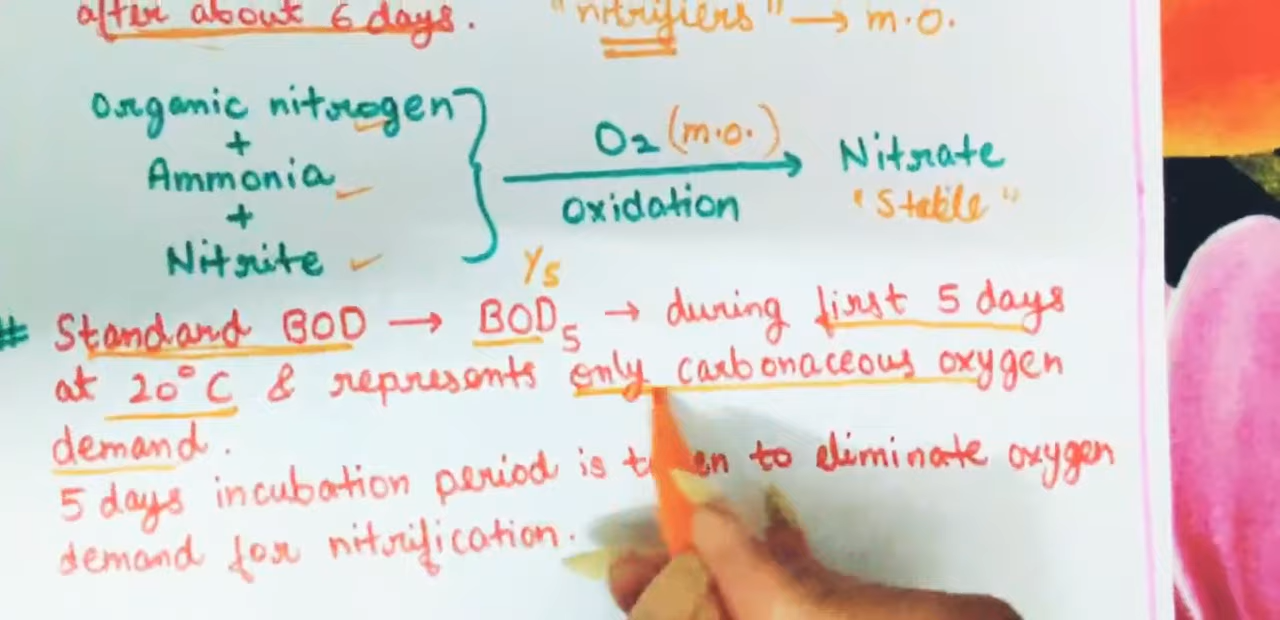 after about 6 days. "nitrifiers" → m.o.
Organic nitrogen
+
Ammonia
+
Nitrite
O2 (m.o.)
oxidation
Nitrate
"Stable"
Y5
# Standard BOD → BOD5 → during first 5 days
at 20°C & represents only carbonaceous oxygen
demand.
5 days incubation period is to eliminate oxygen
demand for nitrification.